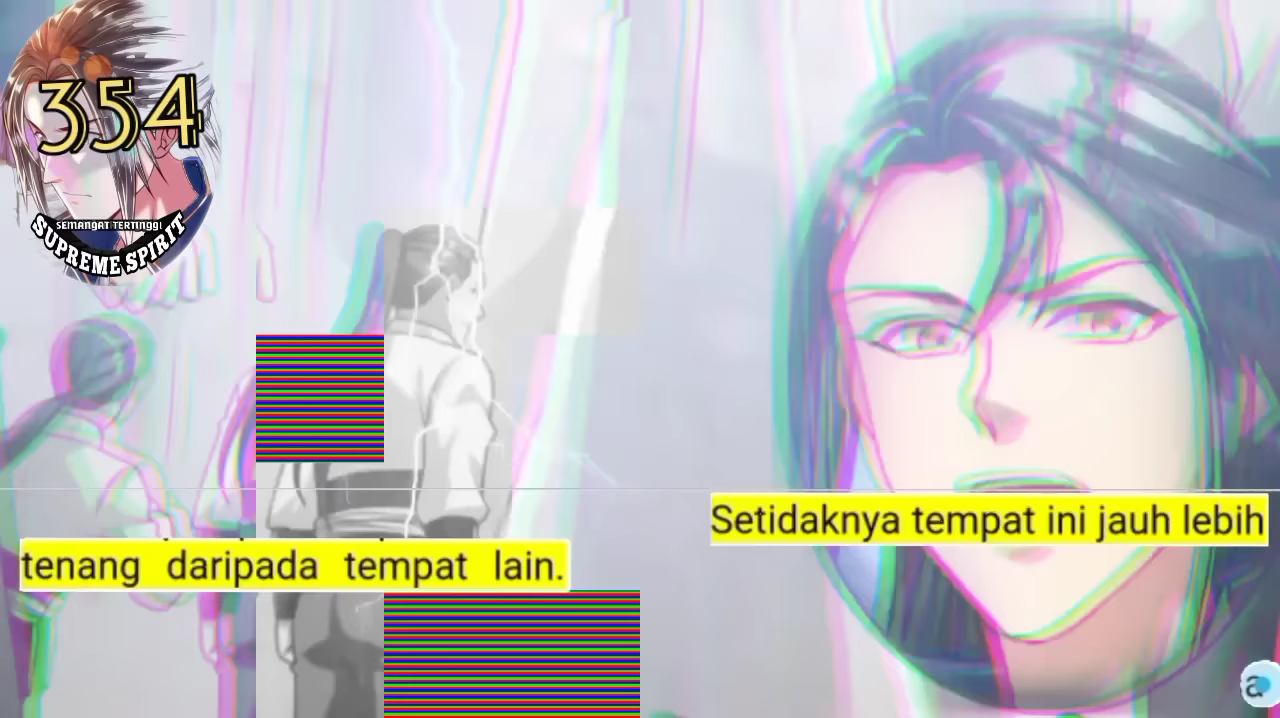 354
SEMANGAT TERTINGGI
SUPREME SPIRIT
Setidaknya tempat ini jauh lebih
tenang daripada tempat lain.
a